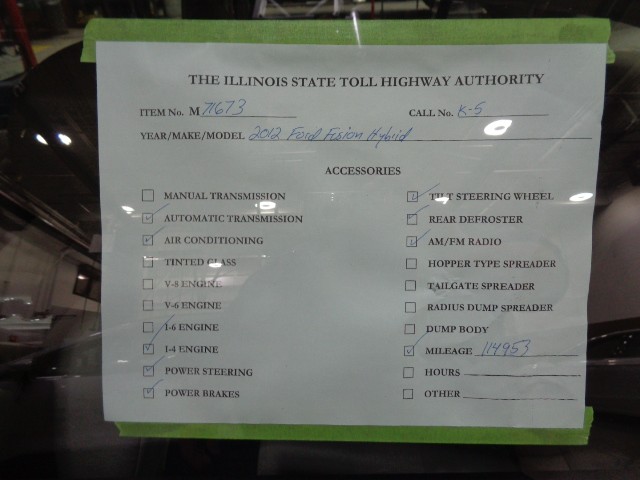 THE ILLINOIS STATE TOLL HIGHWAY AUTHORITY
ITEM No. M 71673 CALL No. K-5
YEAR/MAKE/MODEL 2012 Ford Fision Hybrid
ACCESSORIES
MANUAL TRANSMISSION
AUTOMATIC TRANSMISSION
AIR CONDITIONING
TINTED GLASS
V-8 ENGINE
V-6 ENGINE
I-6 ENGINE
I-4 ENGINE
POWER STEERING
POWER BRAKES
TILT STEERING WHEEL
REAR DEFROSTER
AM/FM RADIO
HOPPER TYPE SPREADER
TAILGATE SPREADER
RADIUS DUMP SPREADER
DUMP BODY
MILEAGE 114953
HOURS
OTHER